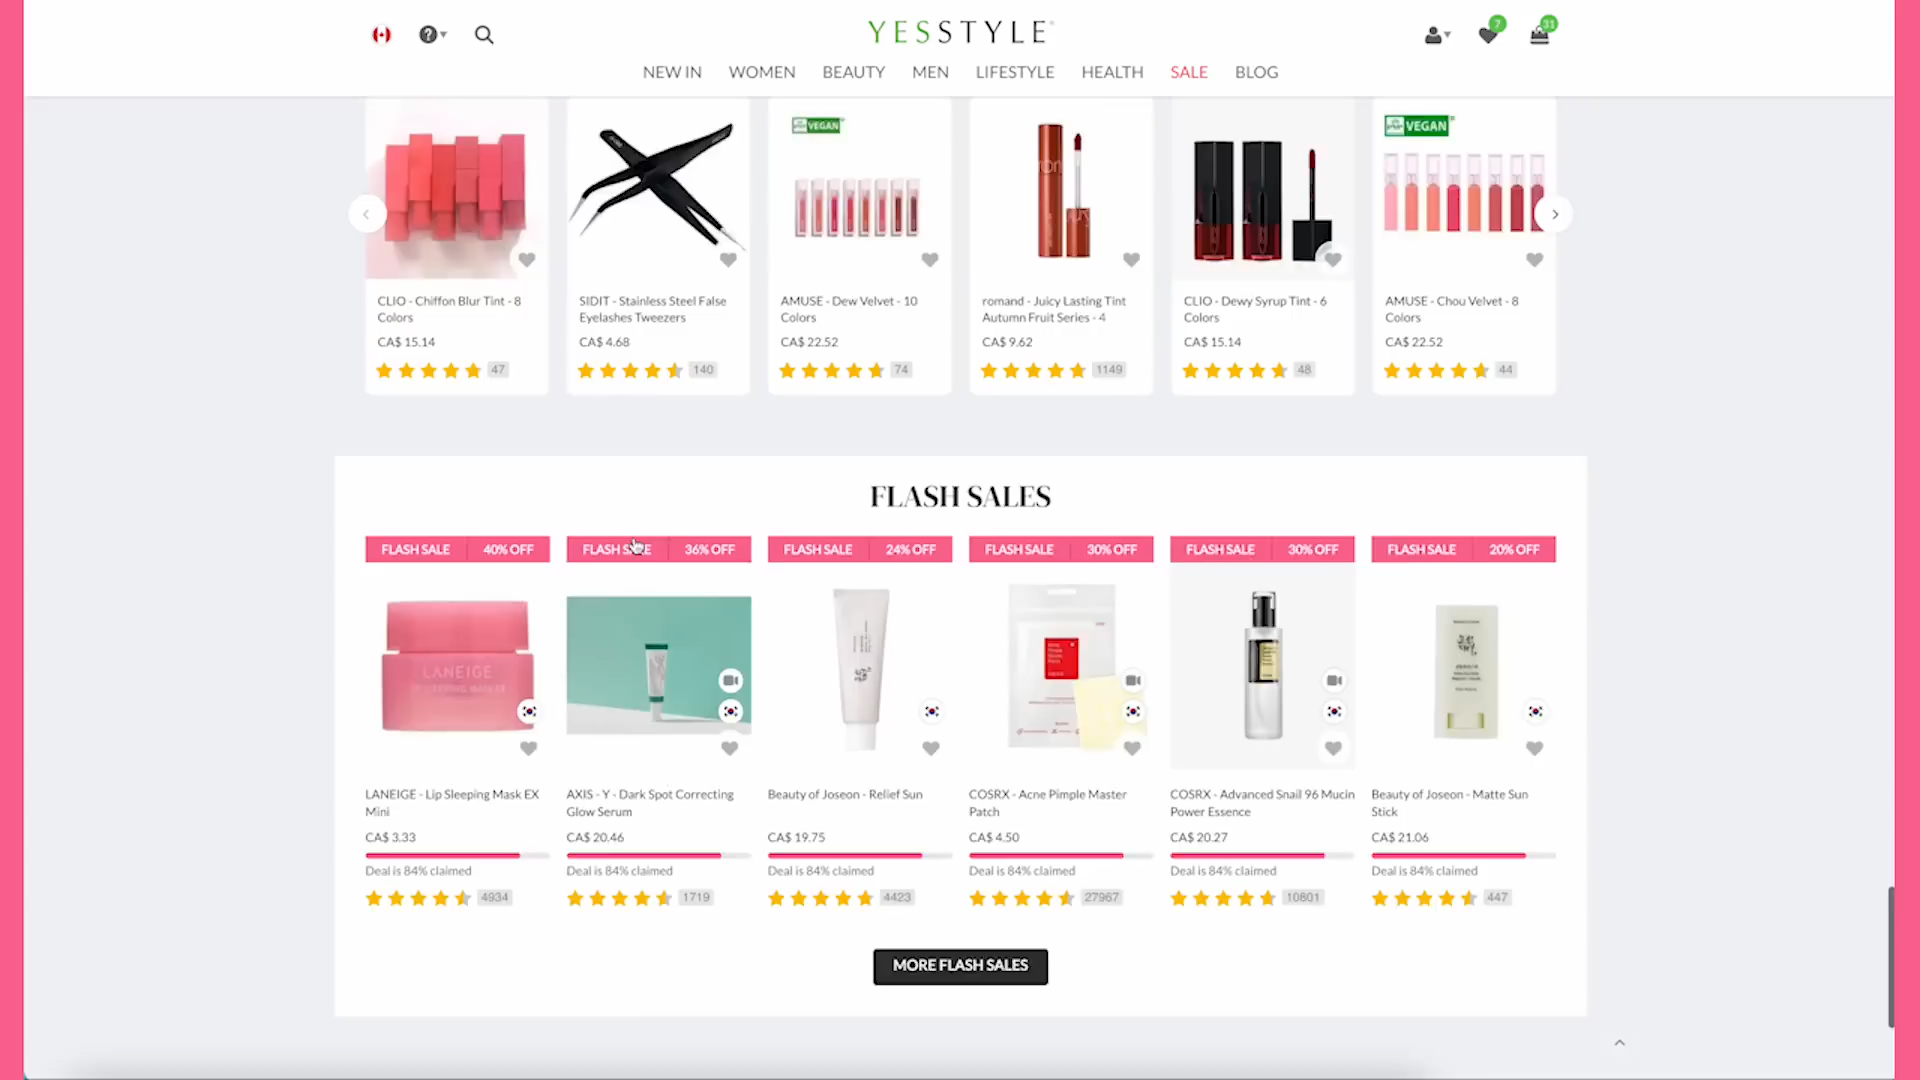 YESSTYLE
7
31
NEW IN WOMEN BEAUTY MEN LIFESTYLE HEALTH SALE BLOG
VEGAN
VEGAN
CLIO - Chiffon Blur Tint - 8
Colors
CA$ 15.14
47
SIDIT - Stainless Steel False
Eyelashes Tweezers
CA$ 4.68
140
AMUSE - Dew Velvet - 10
Colors
CA$ 22.52
74
romand - Juicy Lasting Tint
Autumn Fruit Series - 4
CA$ 9.62
1149
CLIO - Dewy Syrup Tint - 6
Colors
CA$ 15.14
48
AMUSE - Chou Velvet - 8
Colors
CA$ 22.52
44
FLASH SALES
FLASH SALE 40% OFF
LANEIGE
LANEIGE - Lip Sleeping Mask EX
Mini
CA$ 3.33
Deal is 84% claimed
4934
FLASH SALE 36% OFF
AXIS - Y - Dark Spot Correcting
Glow Serum
CA$ 20.46
Deal is 84% claimed
1719
FLASH SALE 24% OFF
Beauty of Joseon - Relief Sun
CA$ 19.75
Deal is 84% claimed
4423
FLASH SALE 30% OFF
COSRX - Acne Pimple Master
Patch
CA$ 4.50
Deal is 84% claimed
27967
FLASH SALE 30% OFF
COSRX - Advanced Snail 96 Mucin
Power Essence
CA$ 20.27
Deal is 84% claimed
10801
FLASH SALE 20% OFF
Beauty of Joseon - Matte Sun
Stick
CA$ 21.06
Deal is 84% claimed
447
MORE FLASH SALES